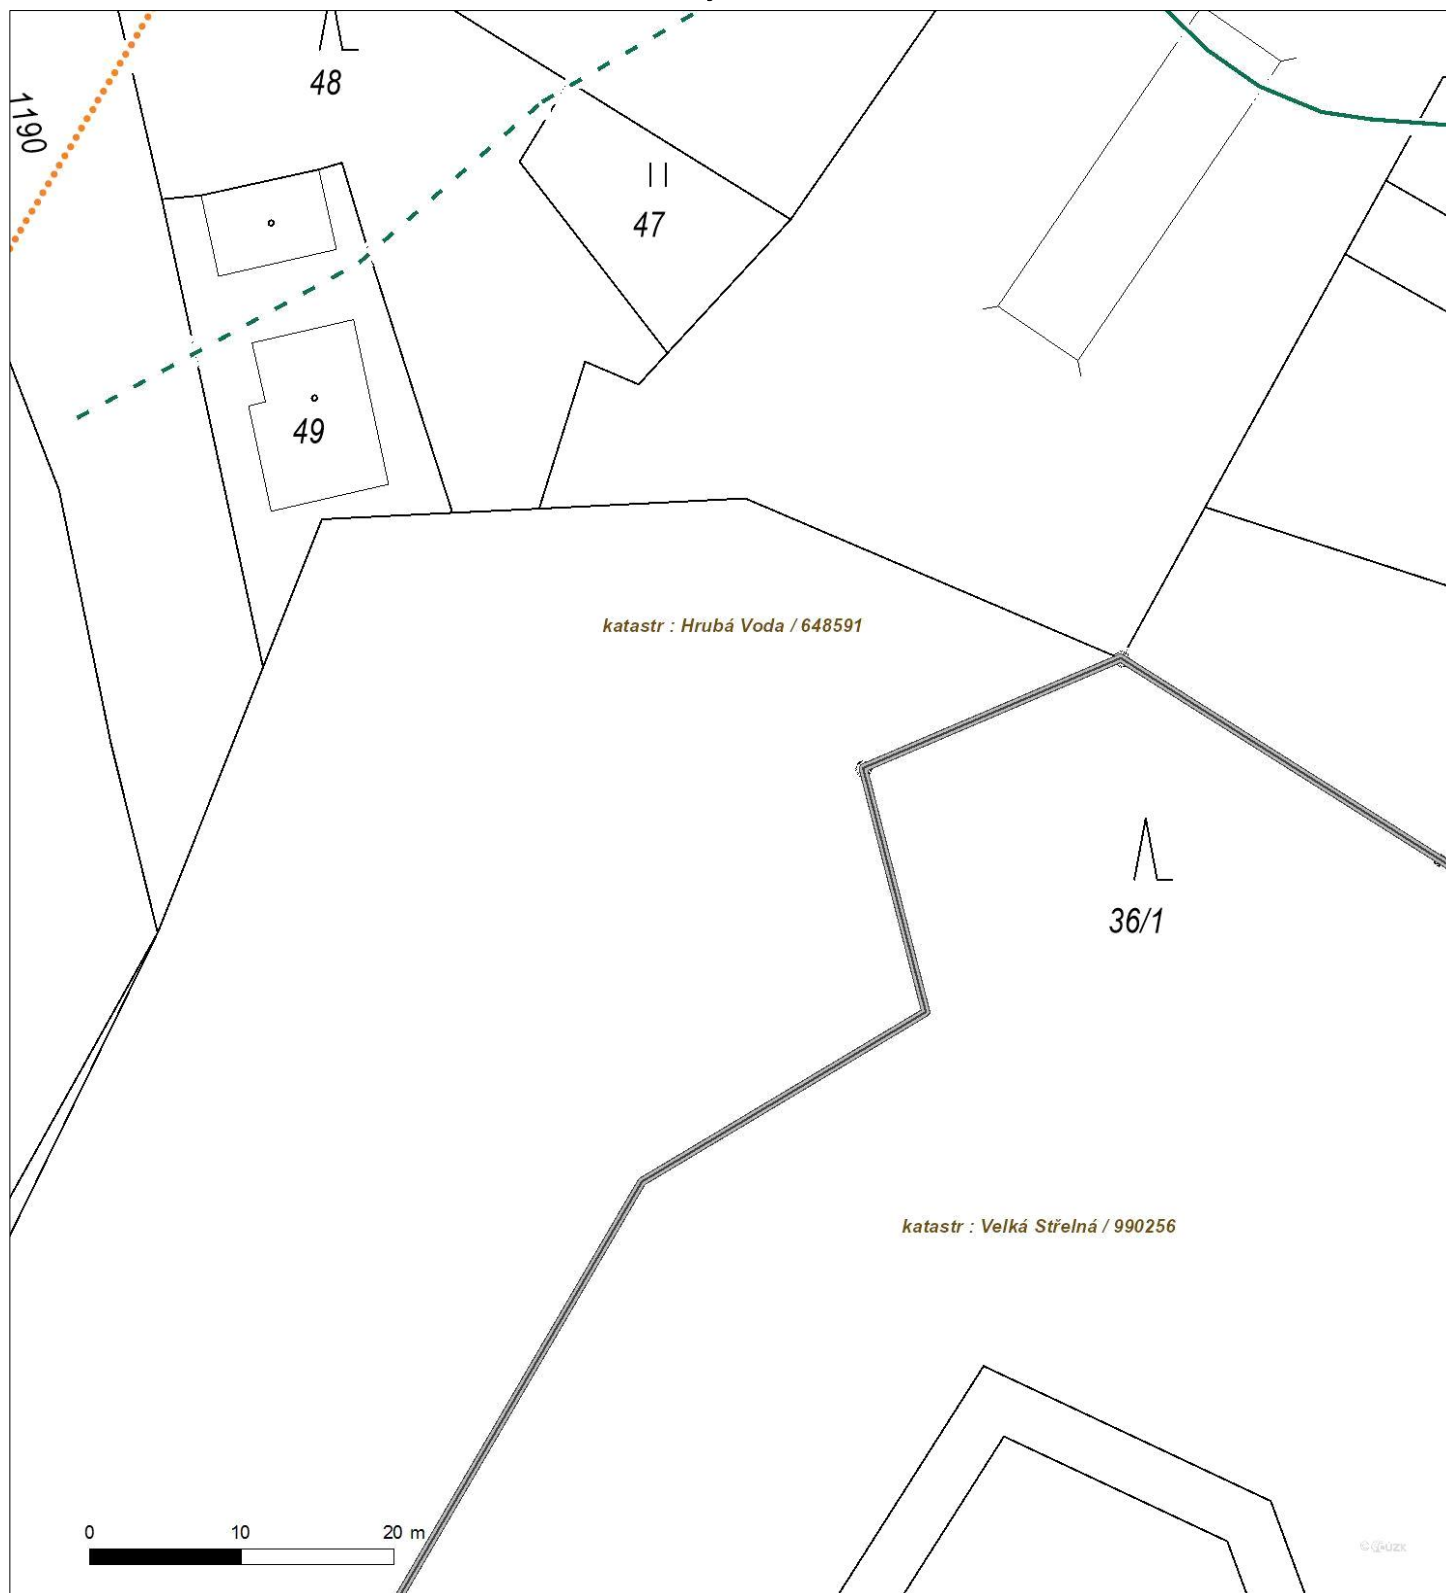 48
1190
47
49
katastr : Hrubá Voda / 648591
36/1
katastr : Velká Střelná / 990256
0 10 20 m